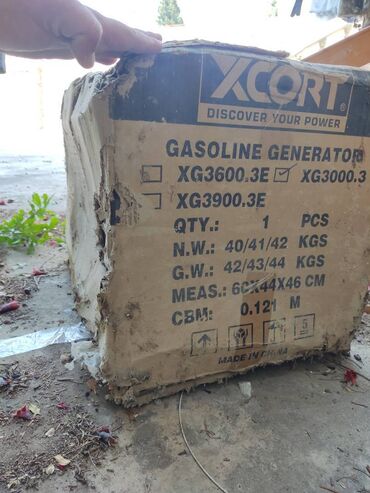 XCORT®
DISCOVER YOUR POWER
GASOLINE GENERATOR
XG3600.3E XG3000.3
XG3900.3E
QTY.: 1 PCS
N.W.: 40/41/42 KGS
G.W.: 42/43/44 KGS
MEAS.: 60X44X46 CM
CBM: 0.121 M
5
MADE IN CHINA